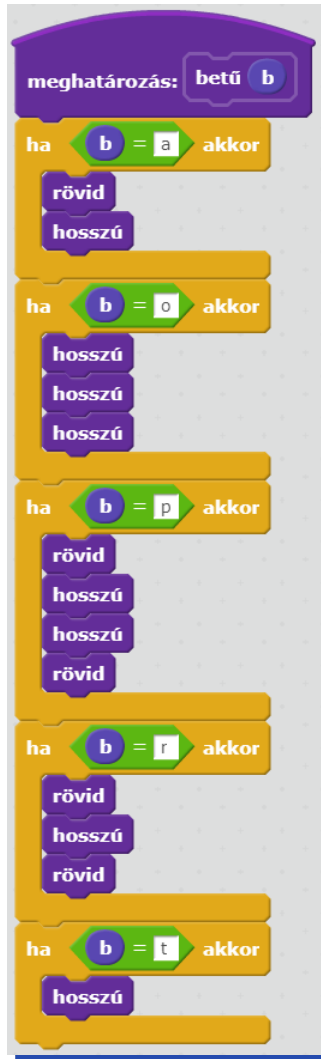 meghatározás: betű b
ha b = a akkor
rövid
hosszú
ha b = o akkor
hosszú
hosszú
hosszú
ha b = p akkor
rövid
hosszú
hosszú
rövid
ha b = r akkor
rövid
hosszú
rövid
ha b = t akkor
hosszú